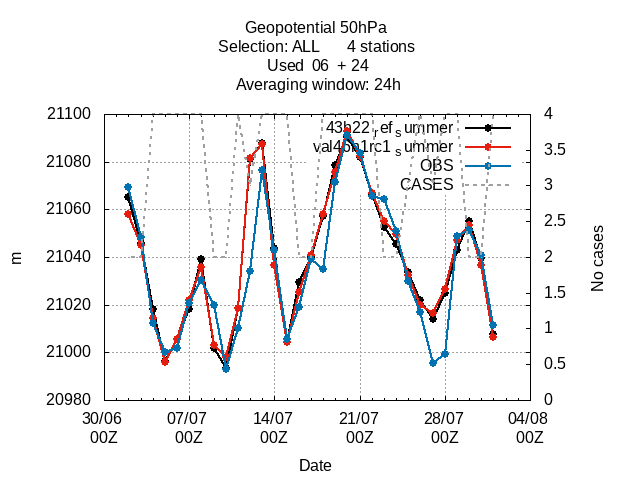 Geopotential 50hPa
Selection: ALL 4 stations
Used 06 + 24
Averaging window: 24h
21100
21080
21060
21040
21020
21000
20980
m
4
3.5
3
2.5
2
1.5
1
0.5
0
No cases
43h22_ref_summer
OBS
CASES
30/06 07/07 14/07 21/07 28/07 04/08
00Z 00Z 00Z 00Z 00Z 00Z
Date